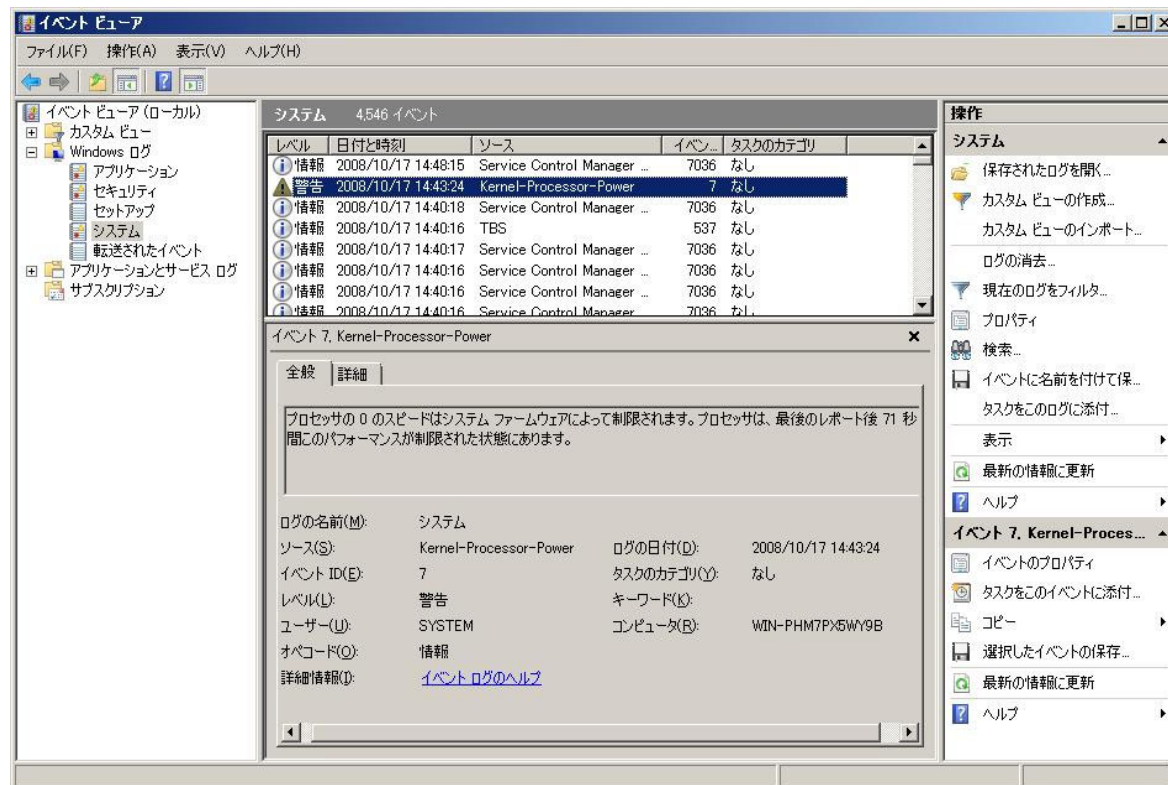 イベント ビューア
ファイル(F) 操作(A) 表示(V) ヘルプ(H)
イベント ビューア (ローカル)
カスタム ビュー
Windows ログ
アプリケーション
セキュリティ
セットアップ
システム
転送されたイベント
アプリケーションとサービス ログ
サブスクリプション
システム 4,546 イベント
レベル 日付と時刻 ソース イベン... タスクのカテゴリ
情報 2008/10/17 14:48:15 Service Control Manager ... 7036 なし
警告 2008/10/17 14:43:24 Kernel-Processor-Power 7 なし
情報 2008/10/17 14:40:18 Service Control Manager ... 7036 なし
情報 2008/10/17 14:40:16 TBS 537 なし
情報 2008/10/17 14:40:17 Service Control Manager ... 7036 なし
情報 2008/10/17 14:40:16 Service Control Manager ... 7036 なし
情報 2008/10/17 14:40:16 Service Control Manager ... 7036 なし
情報 2008/10/17 14:40:16 Service Control Manager 7036 なし
イベント 7, Kernel-Processor-Power
全般 詳細
プロセッサの 0 のスピードはシステム ファームウェアによって制限されます。プロセッサは、最後のレポート後 71 秒
間このパフォーマンスが制限された状態にあります。
ログの名前(M): システム
ソース(S): Kernel-Processor-Power ログの日付(D): 2008/10/17 14:43:24
イベント ID(E): 7 タスクのカテゴリ(Y): なし
レベル(L): 警告 キーワード(K):
ユーザー(U): SYSTEM コンピュータ(R): WIN-PHM7PX5WY9B
オペコード(O): 情報
詳細情報(I): イベント ログのヘルプ
操作
システム
保存されたログを開く...
カスタム ビューの作成...
カスタム ビューのインポート...
ログの消去...
現在のログをフィルタ...
プロパティ
検索...
イベントに名前を付けて保...
タスクをこのログに添付...
表示
最新の情報に更新
ヘルプ
イベント 7, Kernel-Proces...
イベントのプロパティ
タスクをこのイベントに添付...
コピー
選択したイベントの保存...
最新の情報に更新
ヘルプ